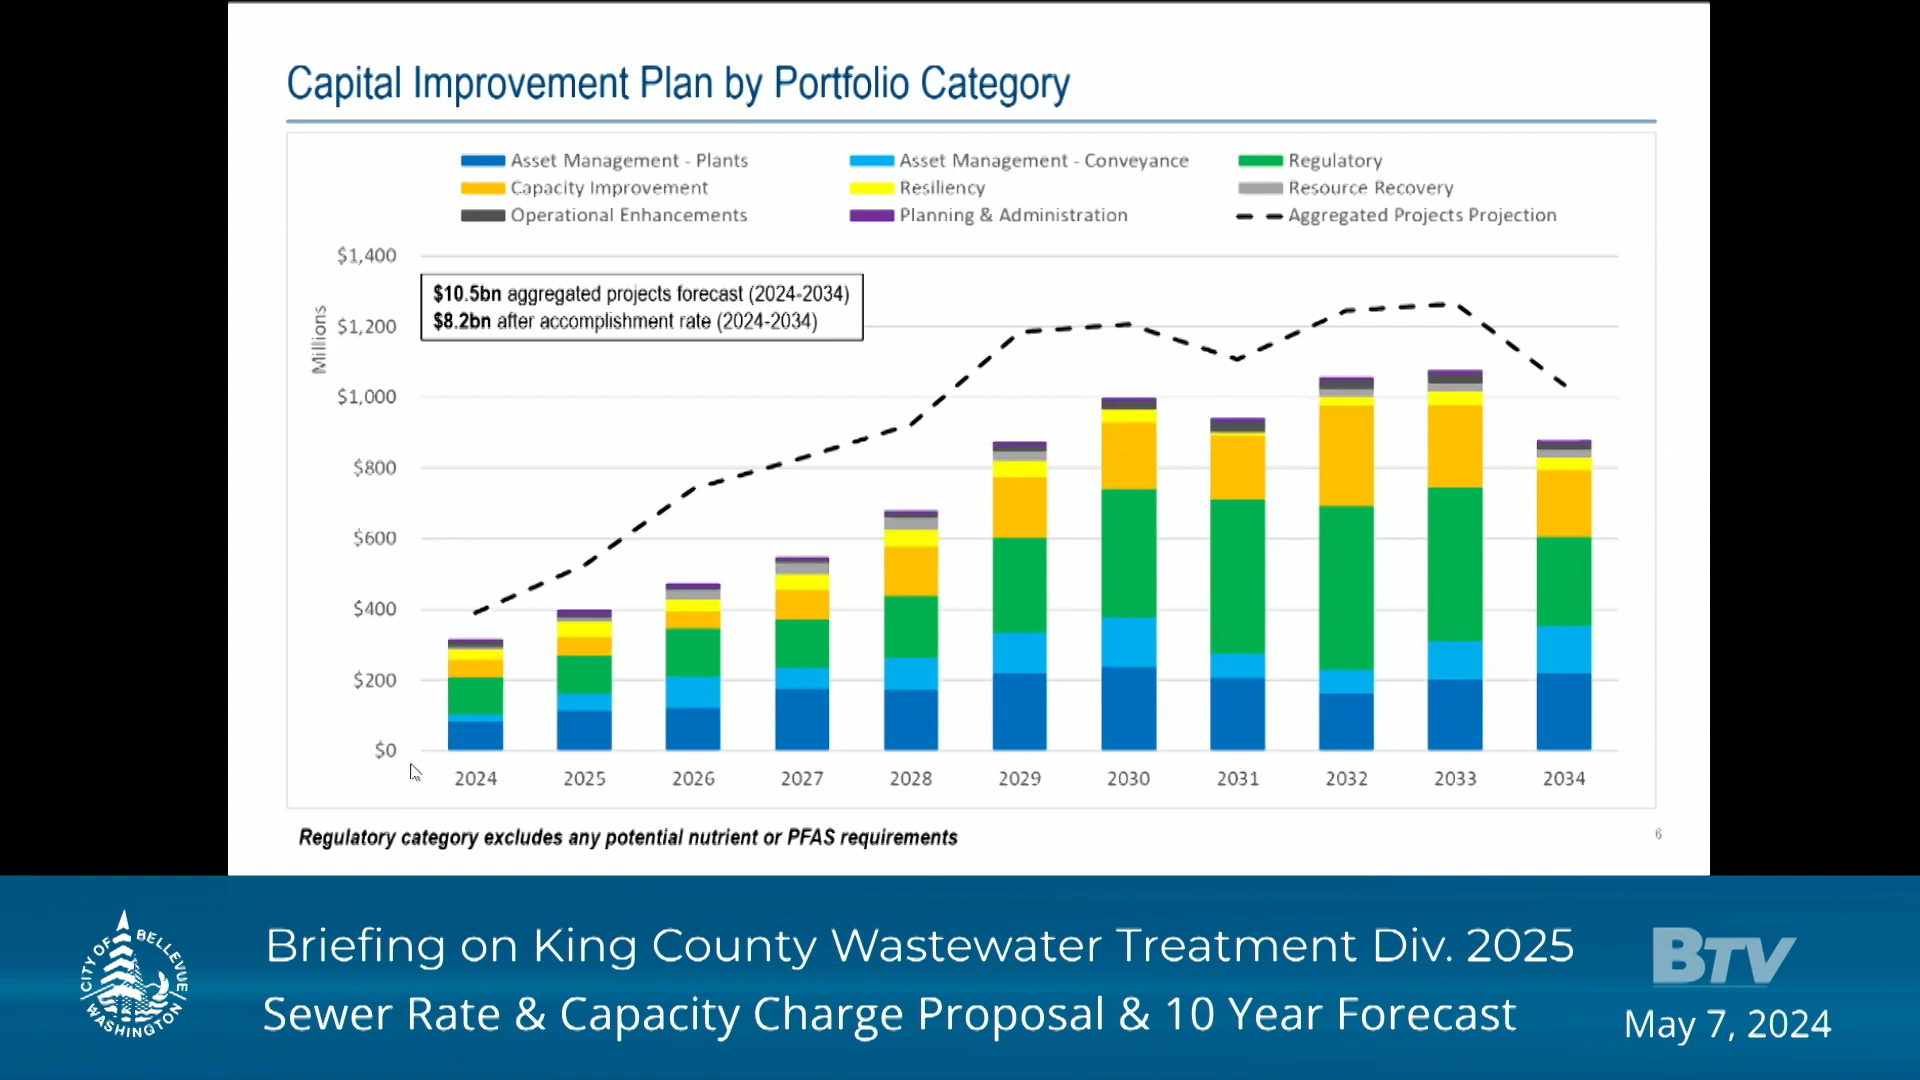 Capital Improvement Plan by Portfolio Category
Asset Management - Plants
Asset Management - Conveyance
Regulatory
Capacity Improvement
Resiliency
Resource Recovery
Operational Enhancements
Planning & Administration
Aggregated Projects Projection
$1,400
$10.5bn aggregated projects forecast (2024-2034)
$8.2bn after accomplishment rate (2024-2034)
Millions
$1,200
$1,000
$800
$600
$400
$200
$0
2024 2025 2026 2027 2028 2029 2030 2031 2032 2033 2034
Regulatory category excludes any potential nutrient or PFAS requirements
6
CITY OF BELLEVUE
WASHINGTON
Briefing on King County Wastewater Treatment Div. 2025
Sewer Rate & Capacity Charge Proposal & 10 Year Forecast
BTV
May 7, 2024